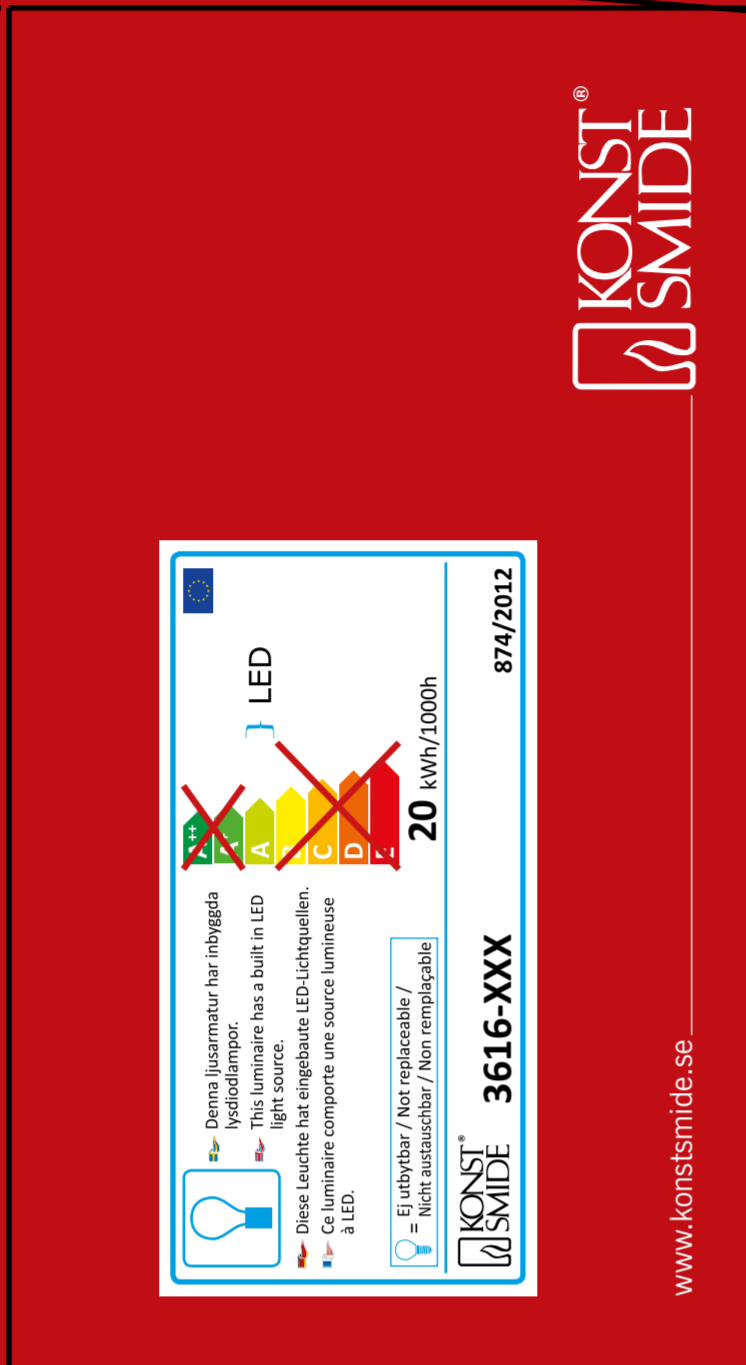 Denna ljusarmatur har inbyggda
lysdiodlampor.
This luminaire has a built in LED
light source.
Diese Leuchte hat eingebaute LED-Lichtquellen.
Ce luminaire comporte une source lumineuse
à LED.
= Ej utbytbar / Not replaceable /
Nicht austauschbar / Non remplaçable
A++
A+
A
B
C
D
E
} LED
20 kWh/1000h
KONST®
SMIDE
3616-XXX
874/2012
www.konstsmide.se
KONST®
SMIDE